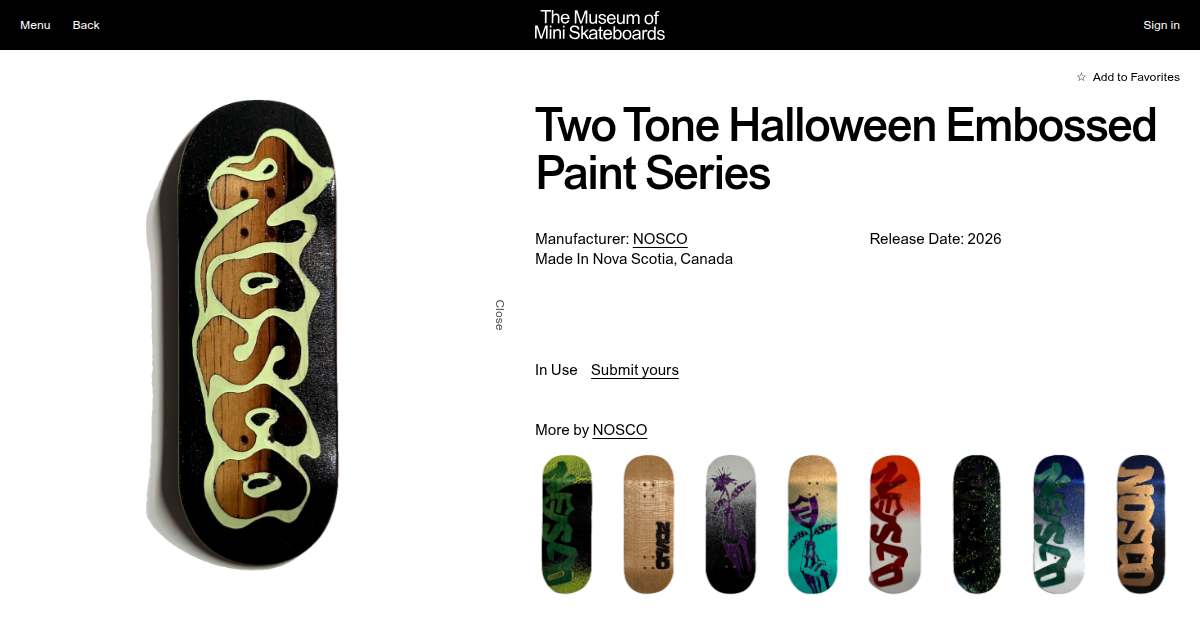 Menu
Back
The Museum of
Mini Skateboards
Sign in
☆ Add to Favorites
NOSCO
Close
Two Tone Halloween Embossed
Paint Series
Manufacturer: NOSCO
Release Date: 2026
Made In Nova Scotia, Canada
In Use Submit yours
More by NOSCO
NOSCO
NOSCO
NOSCO
NOSCO